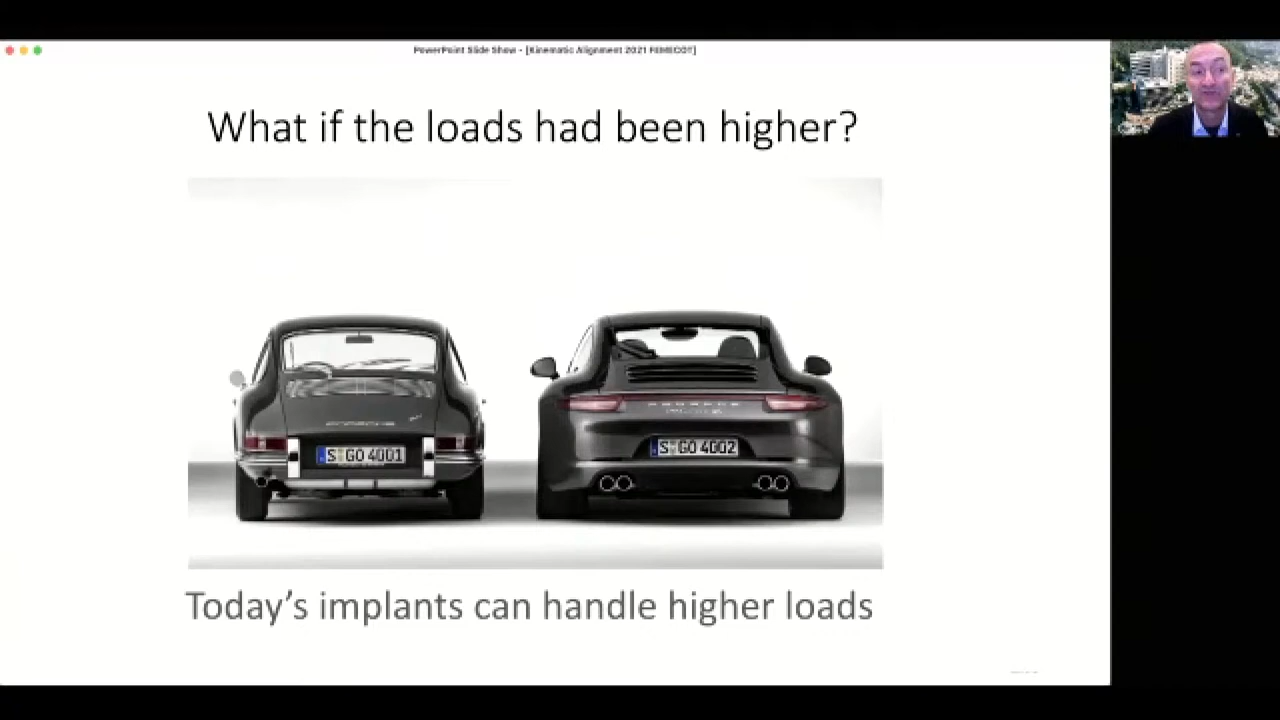 PowerPoint Slide Show - [Kinematic Alignment 2021 FEMECOT]
What if the loads had been higher?
PORSCHE
S GO 4001
S GO 4002
Today's implants can handle higher loads